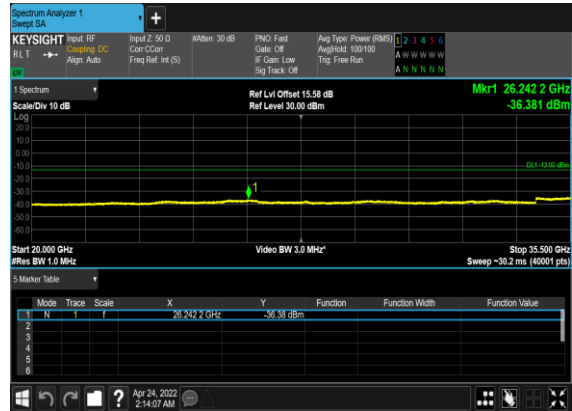 Spectrum Analyzer 1
Swept SA
KEYSIGHT Input: RF Input Z: 50 Ω #Atten: 30 dB PNO: Fast Avg Type: Power (RMS) 1 2 3 4 5 6
RLT Coupling: DC Corr CCorr Gate: Off Avg|Hold: 100/100 A W W W W W
Align: Auto Freq Ref: Int (S) IF Gain: Low Trig: Free Run
Sig Track: Off A N N N N N
1 Spectrum Ref Lvl Offset 15.58 dB Mkr1 26.242 2 GHz
Scale/Div 10 dB Ref Level 30.00 dBm -36.381 dBm
Log
20.0
10.0
0.00
-10.0 DL1 -13.00 dBm
-20.0
-30.0 1
-40.0
-50.0
-60.0
Start 20.000 GHz Video BW 3.0 MHz* Stop 35.500 GHz
#Res BW 1.0 MHz Sweep ~30.2 ms (40001 pts)
5 Marker Table
Mode Trace Scale X Y Function Function Width Function Value
1 N 1 f 26.242 2 GHz -36.38 dBm
2
3
4
5
6
? Apr 24, 2022
2:14:07 AM